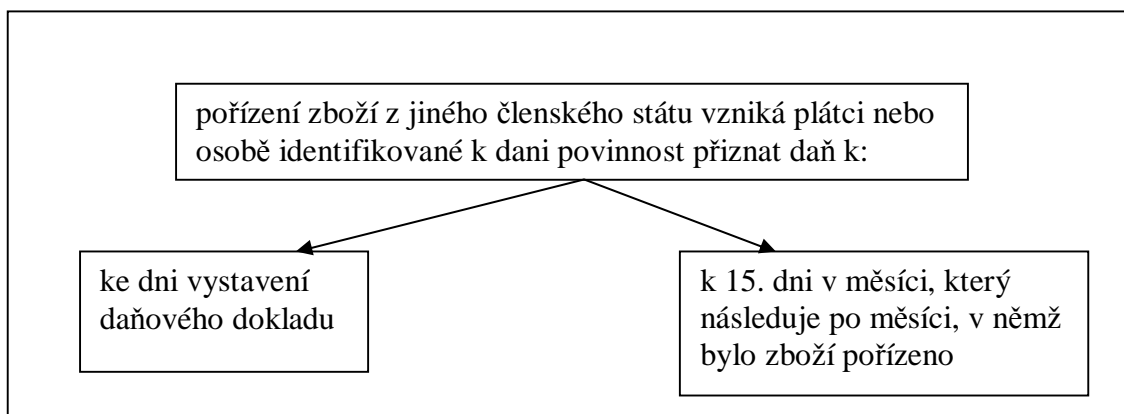 pořízení zboží z jiného členského státu vzniká plátci nebo
osobě identifikované k dani povinnost přiznat daň k:
ke dni vystavení
daňového dokladu
k 15. dni v měsíci, který
následuje po měsíci, v němž
bylo zboží pořízeno